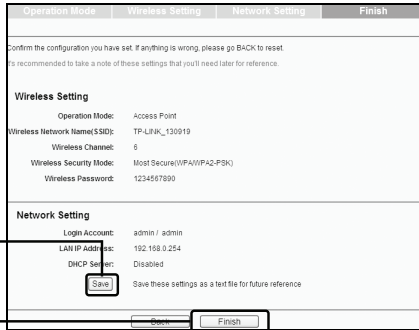 Operation Mode Wireless Setting Network Setting Finish
Confirm the configuration you have set. If anything is wrong, please go BACK to reset.
It's recommended to take a note of these settings that you'll need later for reference.
Wireless Setting
Operation Mode: Access Point
Wireless Network Name(SSID): TP-LINK_130919
Wireless Channel: 6
Wireless Security Mode: Most Secure(WPA/WPA2-PSK)
Wireless Password: 1234567890
Network Setting
Login Account: admin / admin
LAN IP Address: 192.168.0.254
DHCP Server: Disabled
Save Save these settings as a text file for future reference
Back Finish